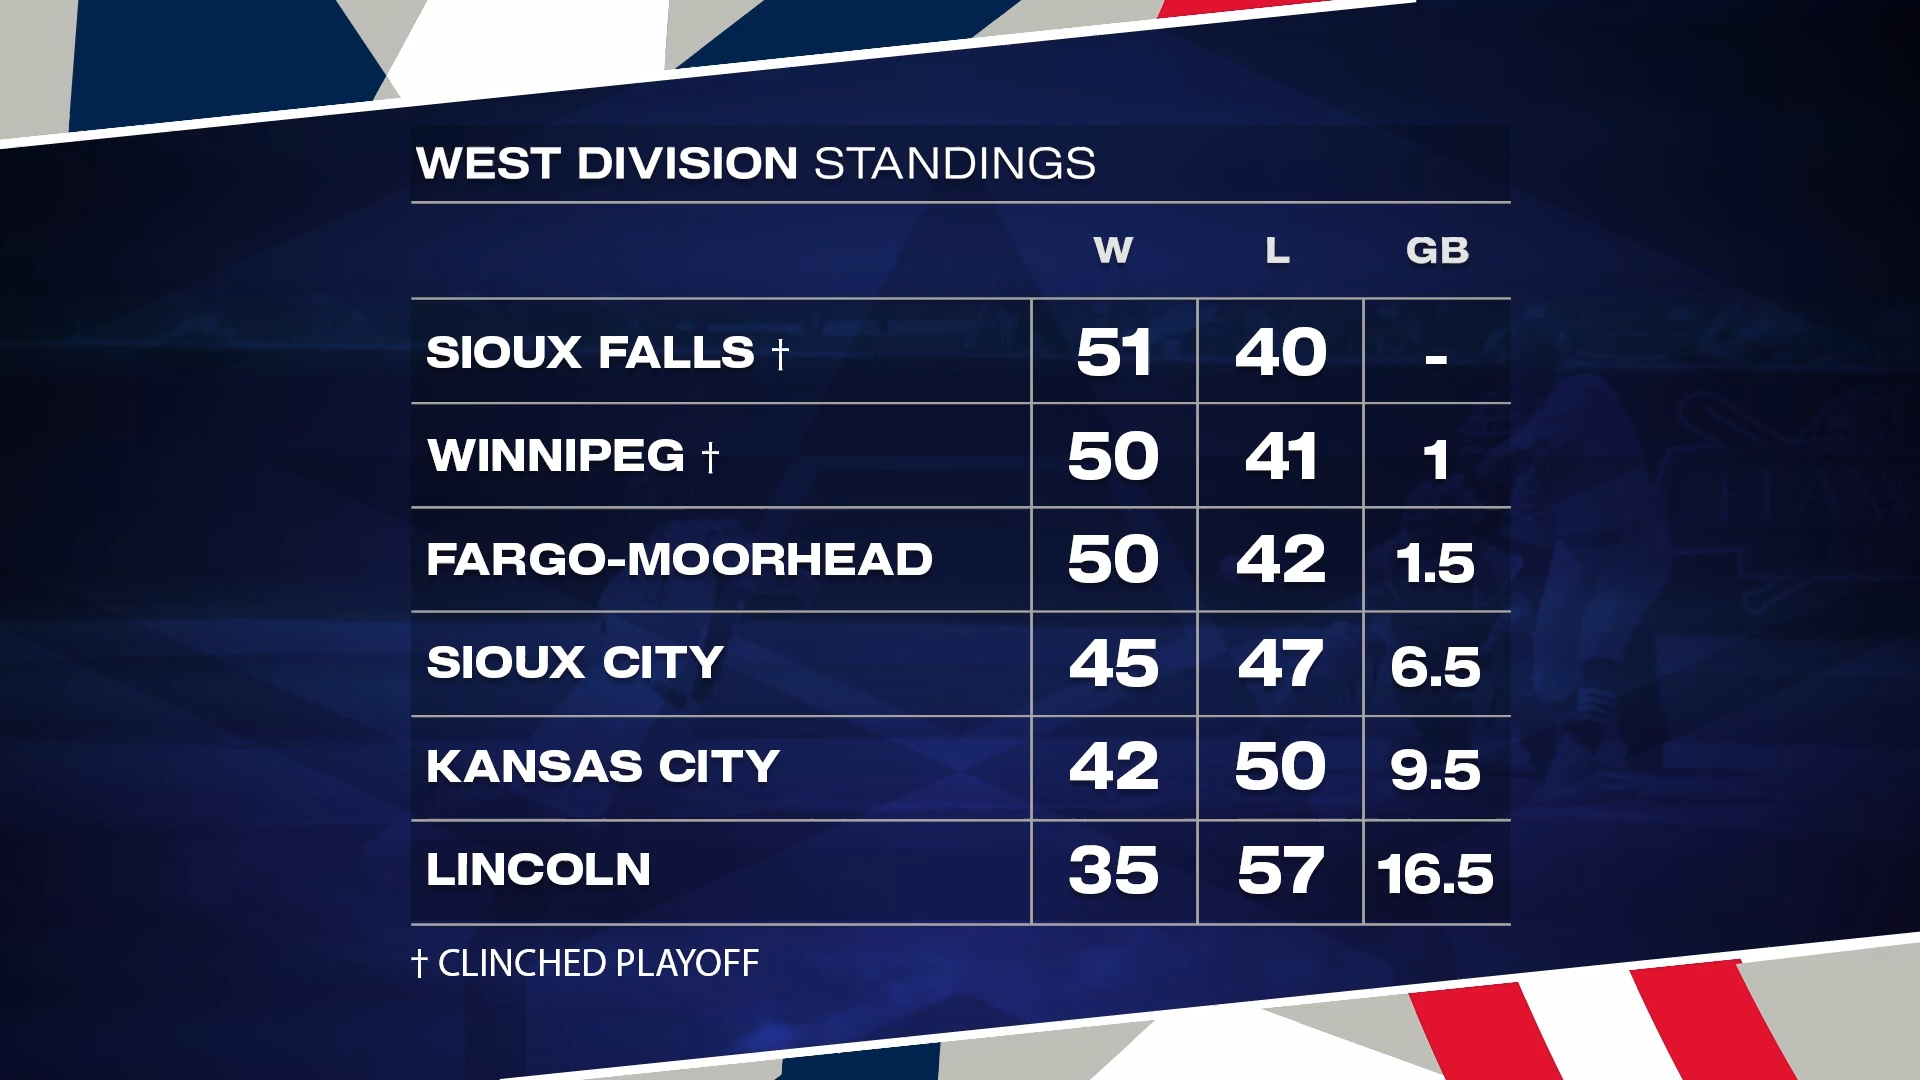 WEST DIVISION STANDINGS
W L GB
SIOUX FALLS † 51 40 -
WINNIPEG † 50 41 1
FARGO-MOORHEAD 50 42 1.5
SIOUX CITY 45 47 6.5
KANSAS CITY 42 50 9.5
LINCOLN 35 57 16.5
† CLINCHED PLAYOFF